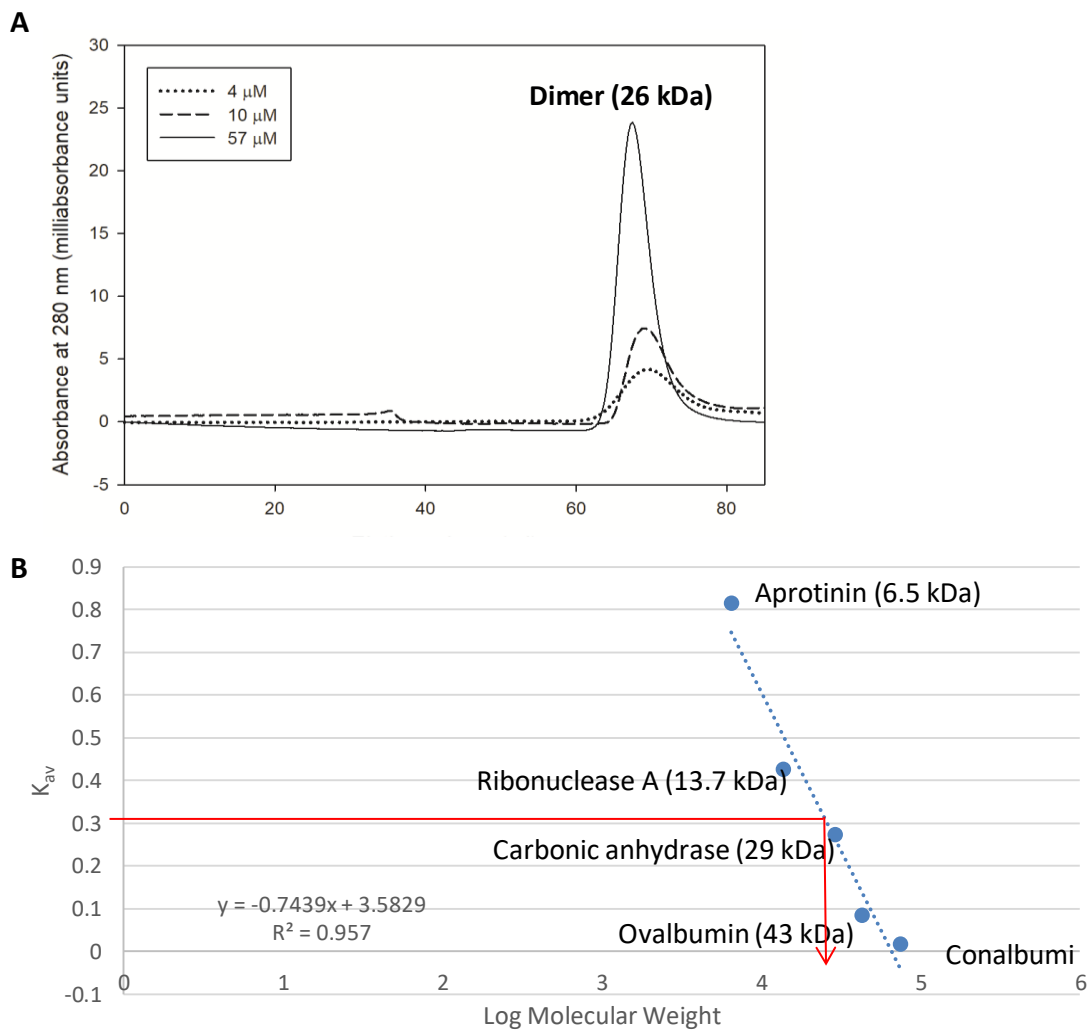 A
Absorbance at 280 nm (milliabsorbance units)
30
25
20
15
10
5
0
-5
4 μM
10 μM
57 μM
Dimer (26 kDa)
0 20 40 60 80
B
K av
0.9
0.8
0.7
0.6
0.5
0.4
0.3
0.2
0.1
0
-0.1
Aprotinin (6.5 kDa)
Ribonuclease A (13.7 kDa)
Carbonic anhydrase (29 kDa)
y = -0.7439x + 3.5829
R² = 0.957
Ovalbumin (43 kDa)
Conalbumi
0 1 2 3 4 5 6
Log Molecular Weight